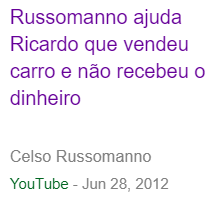 Russomanno ajuda
Ricardo que vendeu
carro e não recebeu o
dinheiro
Celso Russomanno
YouTube - Jun 28, 2012